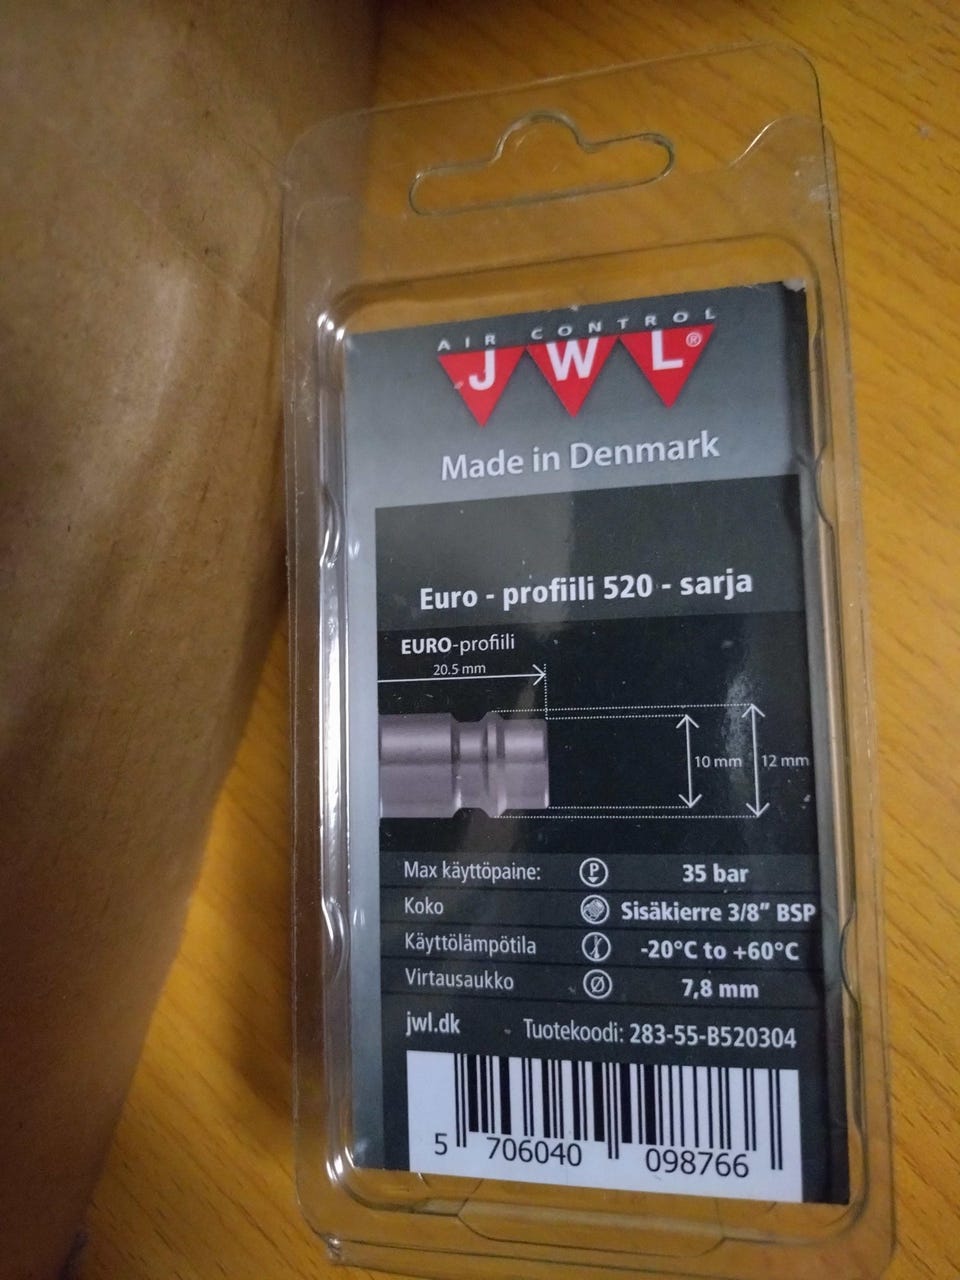 AIR CONTROL
JWL®
Made in Denmark
Euro - profiili 520 - sarja
EURO-profiili
20.5 mm
10 mm
12 mm
Max käyttöpaine: P 35 bar
Koko Sisäkierre 3/8" BSP
Käyttölämpötila -20°C to +60°C
Virtausaukko Ø 7,8 mm
jwl.dk Tuotekoodi: 283-55-B520304
5 706040 098766